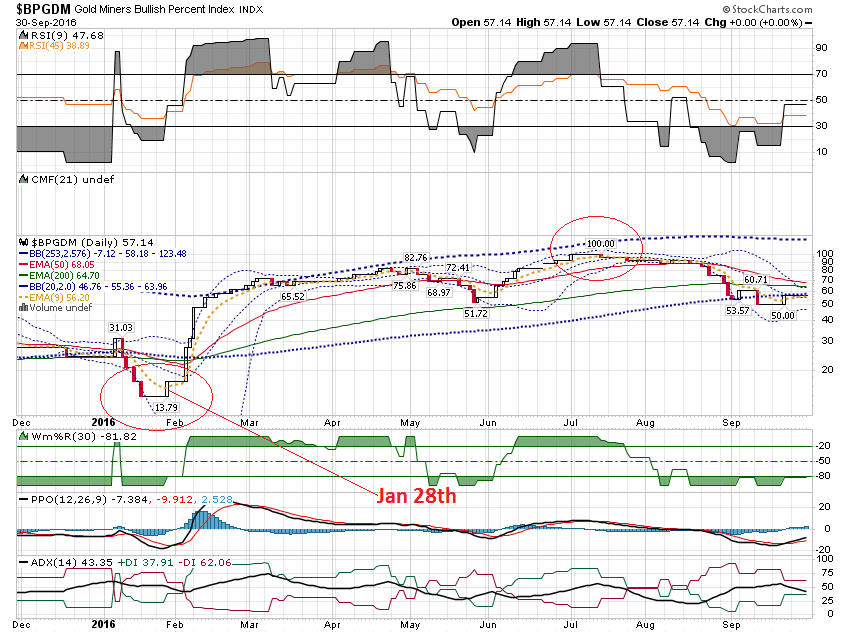 $BPGDM Gold Miners Bullish Percent Index INDX
© StockCharts.com
30-Sep-2016
Open 57.14 High 57.14 Low 57.14 Close 57.14 Chg +0.00 (+0.00%)
RSI(9) 47.68
RSI(45) 38.89
90
70
50
30
10
CMF(21) undef
$BPGDM (Daily) 57.14
BB(253,2.576) -7.12 - 58.18 - 123.48
EMA(50) 68.05
EMA(200) 64.70
BB(20,2.0) 46.76 - 55.36 - 63.96
EMA(9) 56.20
Volume undef
31.03
13.79
65.52
82.76
75.86
72.41
68.97
51.72
100.00
60.71
53.57
50.00
100
90
80
70
60
50
40
30
20
Dec 2016 Feb Mar Apr May Jun Jul Aug Sep
Wm%R(30) -81.82
-20
-50
-80
Jan 28th
PPO(12,26,9) -7.384, -9.912, 2.528
20
0
-20
ADX(14) 43.35 +DI 37.91 -DI 62.06
100
75
50
25
0
Dec 2016 Feb Mar Apr May Jun Jul Aug Sep